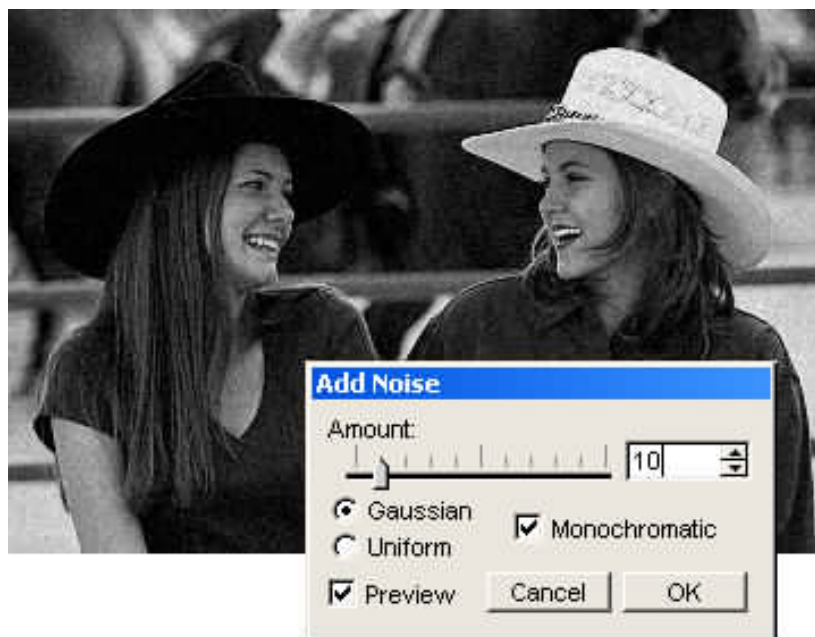 Add Noise
Amount:
10
Gaussian
Monochromatic
Uniform
Preview
Cancel
OK